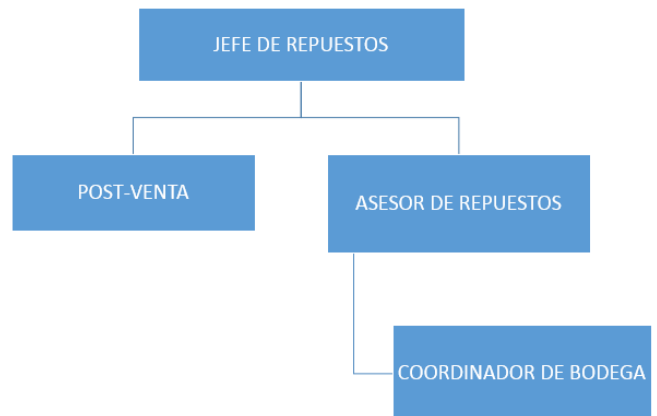 JEFE DE REPUESTOS
POST-VENTA
ASESOR DE REPUESTOS
COORDINADOR DE BODEGA